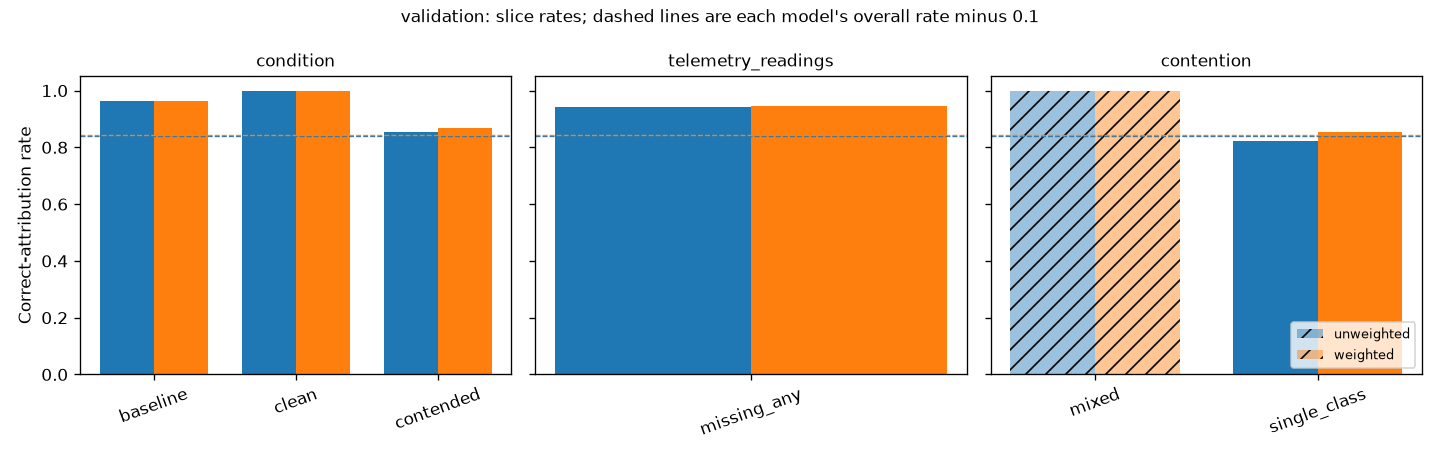 validation: slice rates; dashed lines are each model's overall rate minus 0.1
condition
telemetry_readings
contention
Correct-attribution rate
1.0
0.8
0.6
0.4
0.2
0.0
baseline
clean
contended
missing_any
mixed
single_class
unweighted
weighted